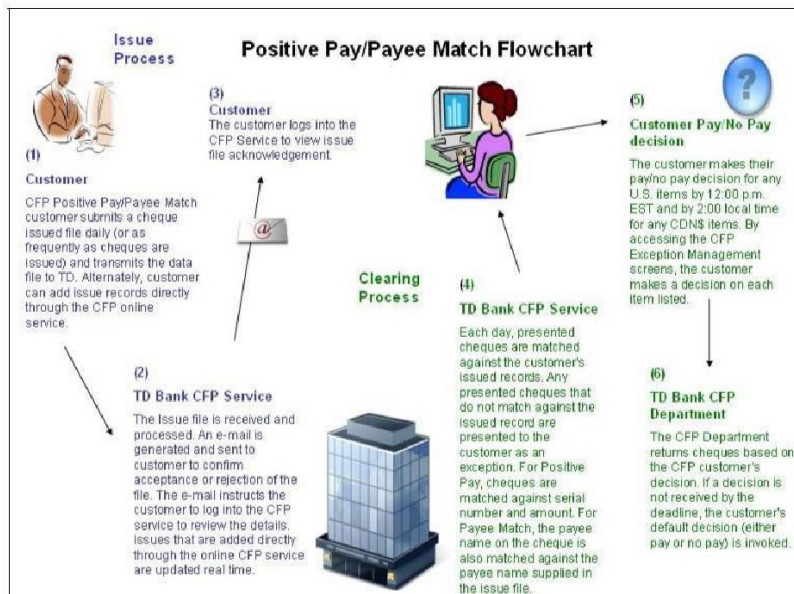 Positive Pay/Payee Match Flowchart
Issue
Process
(1)
Customer
CFP Positive Pay/Payee Match
customer submits a cheque
issued file daily (or as
frequently as cheques are
issued) and transmits the data
file to TD. Alternately, customer
can add issue records directly
through the CFP online
service.
(2)
TD Bank CFP Service
The Issue file is received and
processed. An e-mail is
generated and sent to
customer to confirm
acceptance or rejection of the
file. The e-mail instructs the
customer to log into the CFP
service to review the details.
Issues that are added directly
through the online CFP service
are updated real time.
(3)
Customer
The customer logs into the
CFP Service to view issue
file acknowledgement.
@
Clearing
Process
(4)
TD Bank CFP Service
Each day, presented
cheques are matched
against the customer's
issued records. Any
presented cheques that
do not match against the
issued record are
presented to the
customer as an
exception. For Positive
Pay, cheques are
matched against serial
number and amount. For
Payee Match, the payee
name on the cheque is
also matched against the
payee name supplied in
the issue file.
?
(5)
Customer Pay/No Pay
decision
The customer makes their
pay/no pay decision for any
U.S. items by 12:00 p.m.
EST and by 2:00 local time
for any CDN$ items. By
accessing the CFP
Exception Management
screens, the customer
makes a decision on each
item listed.
(6)
TD Bank CFP
Department
The CFP Department
returns cheques based on
the CFP customer's
decision. If a decision is
not received by the
deadline, the customer's
default decision (either
pay or no pay) is invoked.